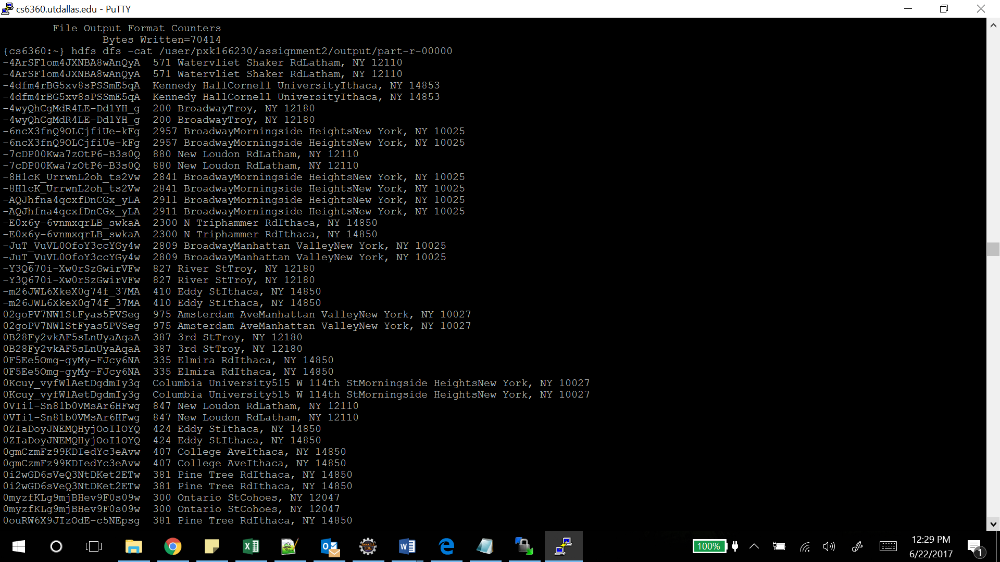 cs6360.utdallas.edu - PuTTY
File Output Format Counters
Bytes Written=70414
{cs6360:~} hdfs dfs -cat /user/pxk166230/assignment2/output/part-r-00000
-4ArSF1om4JXNBA8wAnQyA  571 Watervliet Shaker RdLatham, NY 12110
-4ArSF1om4JXNBA8wAnQyA  571 Watervliet Shaker RdLatham, NY 12110
-4dfm4rBG5xv8sPSSmE5qA  Kennedy HallCornell UniversityIthaca, NY 14853
-4dfm4rBG5xv8sPSSmE5qA  Kennedy HallCornell UniversityIthaca, NY 14853
-4wyQhCgMdR4LE-Dd1YH_g  200 BroadwayTroy, NY 12180
-4wyQhCgMdR4LE-Dd1YH_g  200 BroadwayTroy, NY 12180
-6ncX3fnQ9OLCjfiUe-kFg  2957 BroadwayMorningside HeightsNew York, NY 10025
-6ncX3fnQ9OLCjfiUe-kFg  2957 BroadwayMorningside HeightsNew York, NY 10025
-7cDP00Kwa7zOtP6-B3s0Q  880 New Loudon RdLatham, NY 12110
-7cDP00Kwa7zOtP6-B3s0Q  880 New Loudon RdLatham, NY 12110
-8H1cK_UrrwnL2oh_ts2Vw  2841 BroadwayMorningside HeightsNew York, NY 10025
-8H1cK_UrrwnL2oh_ts2Vw  2841 BroadwayMorningside HeightsNew York, NY 10025
-AQJhfna4qcxfDnCGx_yLA  2911 BroadwayMorningside HeightsNew York, NY 10025
-AQJhfna4qcxfDnCGx_yLA  2911 BroadwayMorningside HeightsNew York, NY 10025
-E0x6y-6vnmxqrLB_swkaA  2300 N Triphammer RdIthaca, NY 14850
-E0x6y-6vnmxqrLB_swkaA  2300 N Triphammer RdIthaca, NY 14850
-JuT_VuVL0OfoY3ccYGy4w  2809 BroadwayManhattan ValleyNew York, NY 10025
-JuT_VuVL0OfoY3ccYGy4w  2809 BroadwayManhattan ValleyNew York, NY 10025
-Y3Q670i-Xw0rSzGwirVFw  827 River StTroy, NY 12180
-Y3Q670i-Xw0rSzGwirVFw  827 River StTroy, NY 12180
-m26JWL6XkeX0g74f_37MA  410 Eddy StIthaca, NY 14850
-m26JWL6XkeX0g74f_37MA  410 Eddy StIthaca, NY 14850
02goPV7NW1StFyas5PVSeg  975 Amsterdam AveManhattan ValleyNew York, NY 10027
02goPV7NW1StFyas5PVSeg  975 Amsterdam AveManhattan ValleyNew York, NY 10027
0B28Fy2vkAF5sLnUyaAqaA  387 3rd StTroy, NY 12180
0B28Fy2vkAF5sLnUyaAqaA  387 3rd StTroy, NY 12180
0F5Ee5Omg-gyMy-FJcy6NA  335 Elmira RdIthaca, NY 14850
0F5Ee5Omg-gyMy-FJcy6NA  335 Elmira RdIthaca, NY 14850
0Kcuy_vyfWlAetDgdmIy3g  Columbia University515 W 114th StMorningside HeightsNew York, NY 10027
0Kcuy_vyfWlAetDgdmIy3g  Columbia University515 W 114th StMorningside HeightsNew York, NY 10027
0VIi1-Sn81b0VMsAr6HFwg  847 New Loudon RdLatham, NY 12110
0VIi1-Sn81b0VMsAr6HFwg  847 New Loudon RdLatham, NY 12110
0ZIaDoyJNEMQHyjOoI1OYQ  424 Eddy StIthaca, NY 14850
0ZIaDoyJNEMQHyjOoI1OYQ  424 Eddy StIthaca, NY 14850
0gmCzmFz99KDIedYc3eAvw  407 College AveIthaca, NY 14850
0gmCzmFz99KDIedYc3eAvw  407 College AveIthaca, NY 14850
0i2wGD6sVeQ3NtDKet2ETw  381 Pine Tree RdIthaca, NY 14850
0i2wGD6sVeQ3NtDKet2ETw  381 Pine Tree RdIthaca, NY 14850
0myzfKLg9mjBHev9F0s09w  300 Ontario StCohoes, NY 12047
0myzfKLg9mjBHev9F0s09w  300 Ontario StCohoes, NY 12047
0ouRW6X9JIzOdE-c5NEpsg  381 Pine Tree RdIthaca, NY 14850
100%
12:29 PM
6/22/2017
1